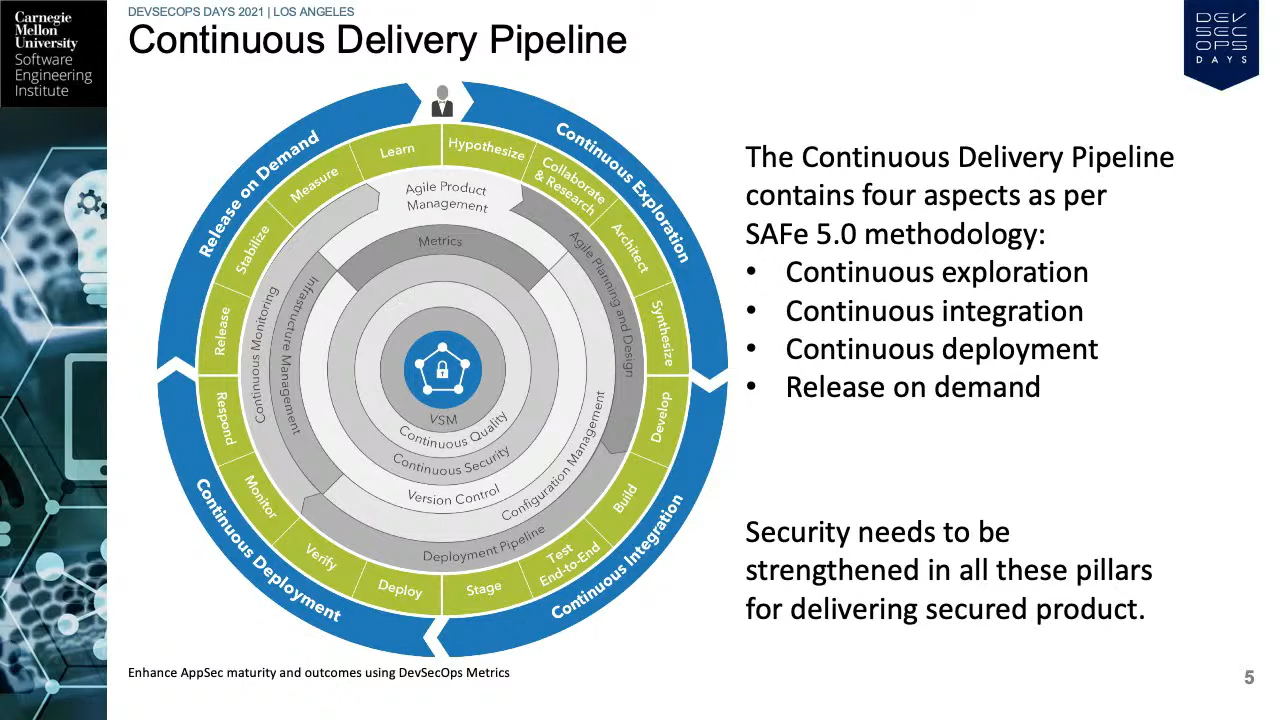 Carnegie
Mellon
University
Software
Engineering
Institute
DEVSECOPS DAYS 2021 | LOS ANGELES
Continuous Delivery Pipeline
DEV
SEC
OPS
DAYS
Continuous Exploration
Hypothesize
Collaborate
& Research
Architect
Synthesize
Continuous Integration
Develop
Build
Test
End-to-End
Stage
Continuous Deployment
Deploy
Verify
Monitor
Respond
Release on Demand
Release
Stabilize
Measure
Learn
Agile Product
Management
Agile Planning and Design
Metrics
Continuous Monitoring
Infrastructure Management
VSM
Continuous Quality
Continuous Security
Version Control
Configuration Management
Deployment Pipeline
The Continuous Delivery Pipeline
contains four aspects as per
SAFe 5.0 methodology:
• Continuous exploration
• Continuous integration
• Continuous deployment
• Release on demand
Security needs to be
strengthened in all these pillars
for delivering secured product.
Enhance AppSec maturity and outcomes using DevSecOps Metrics
5